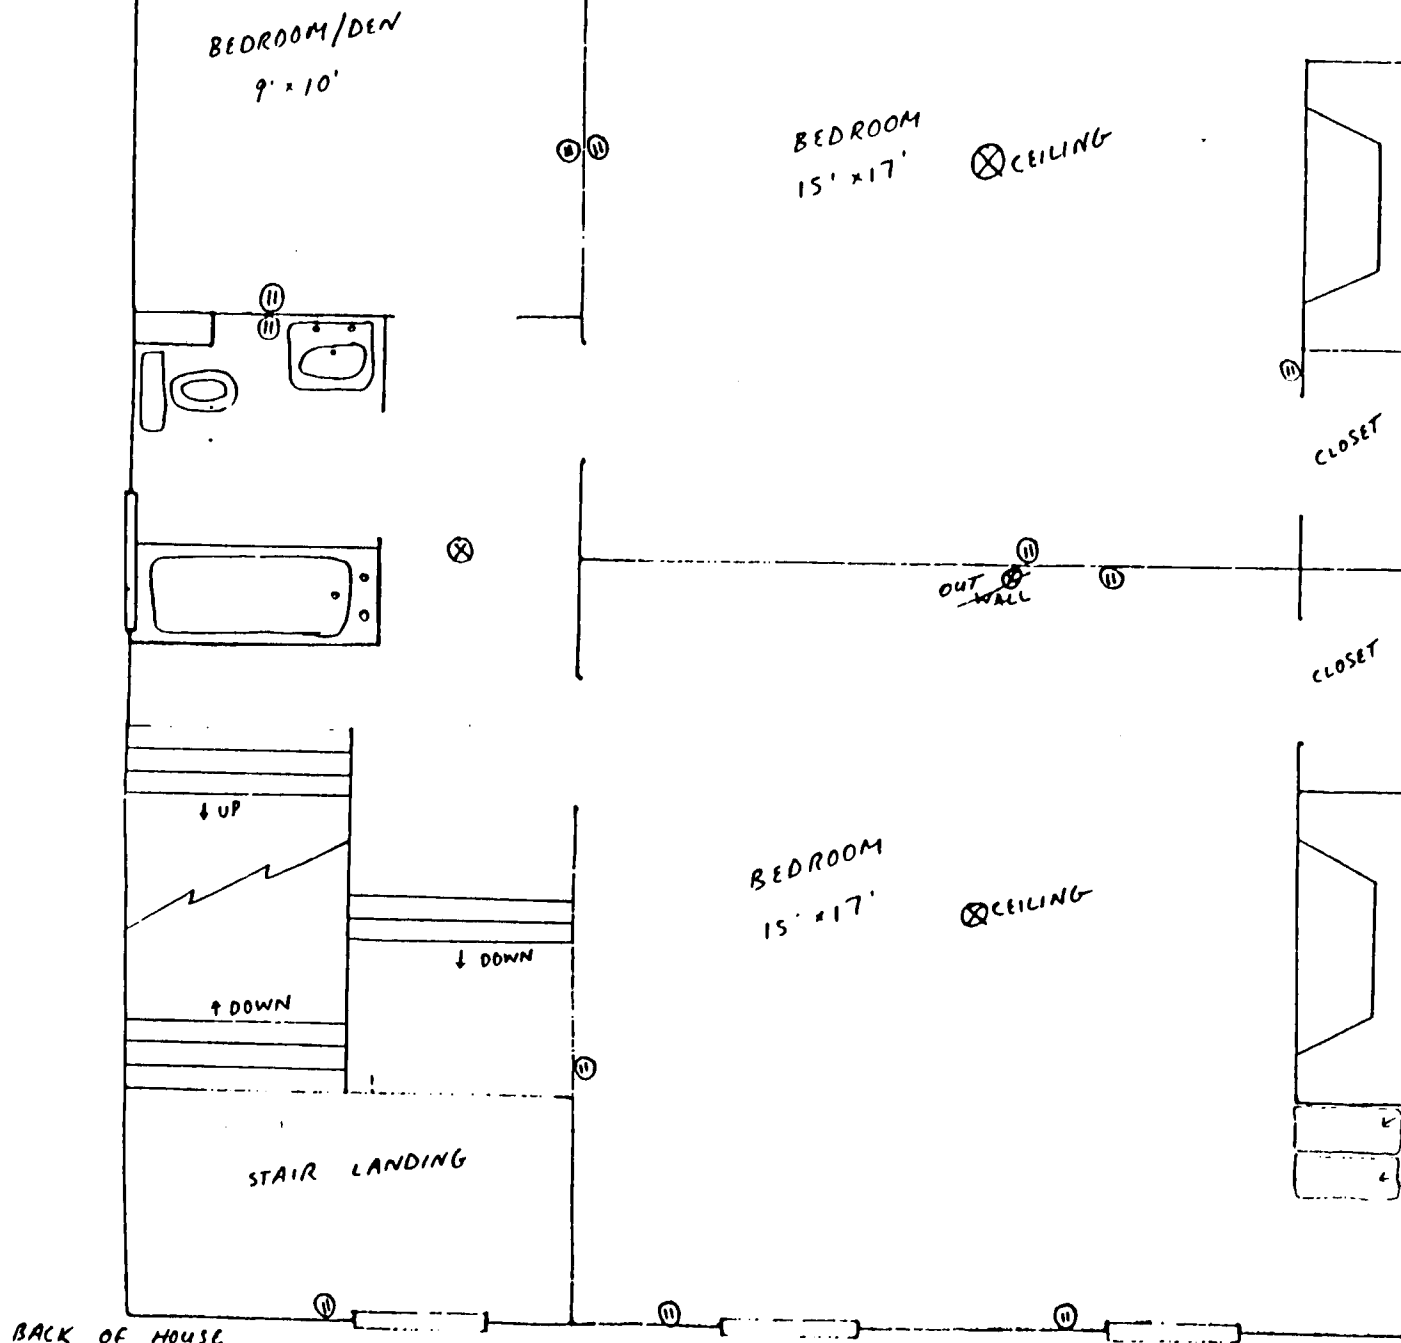 BEDROOM/DEN
9' x 10'
BEDROOM
15' x 17'
CEILING
CLOSET
OUT
WALL
CLOSET
↓ UP
BEDROOM
15' x 17'
CEILING
↓ DOWN
↑ DOWN
STAIR LANDING
BACK OF HOUSE